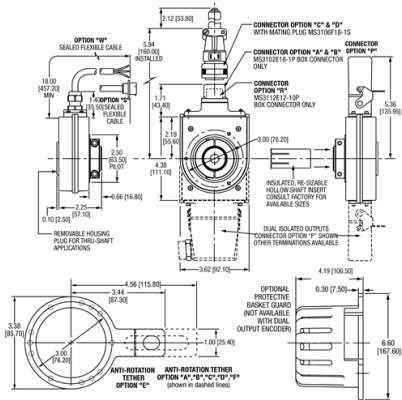 2.12 [53.80]
OPTION "W"
SEALED FLEXIBLE CABLE
5.94
[160.00]
INSTALLED
CONNECTOR OPTION "C" & "D"
WITH MATING PLUG MS3106F18-1S
CONNECTOR OPTION "A" & "B"
MS3102E18-1P BOX CONNECTOR
ONLY
CONNECTOR
OPTION "P"
18.00
[457.20]
MIN
1.40
[35.50]
OPTION "S"
SEALED
FLEXIBLE
CABLE
1.71
[43,40]
CONNECTOR
OPTION "R"
MS3112E12-10P
BOX CONNECTOR ONLY
5.36
[135.95]
2.19
[55.60]
3.00 [76.20]
2.50
[63.50]
PILOT
4.38
[111.10]
0.66 [16.80]
2.25
[57.10]
0.10 [2.50]
INSULATED, RE-SIZABLE
HOLLOW SHAFT INSERT
CONSULT FACTORY FOR
AVAILABLE SIZES
REMOVABLE HOUSING
PLUG FOR THRU-SHAFT
APPLICATIONS
DUAL ISOLATED OUTPUTS
CONNECTOR OPTION "P" SHOWN
OTHER TERMINATIONS AVAILABLE
3.62 [92.10]
4.56 [115.80]
3.44
[87.30]
4.19 [106.50]
0.30 [7.50]
OPTIONAL
PROTECTIVE
BASKET GUARD
(NOT AVAILABLE
WITH DUAL
OUTPUT ENCODER)
3.38
[85,70]
3.00
[76.20]
1.00 [25.40]
6.60
[167.60]
ANTI-ROTATION
TETHER
OPTION "E"
ANTI-ROTATION TETHER
OPTION "A","B","C","D","F"
(shown in dashed lines)